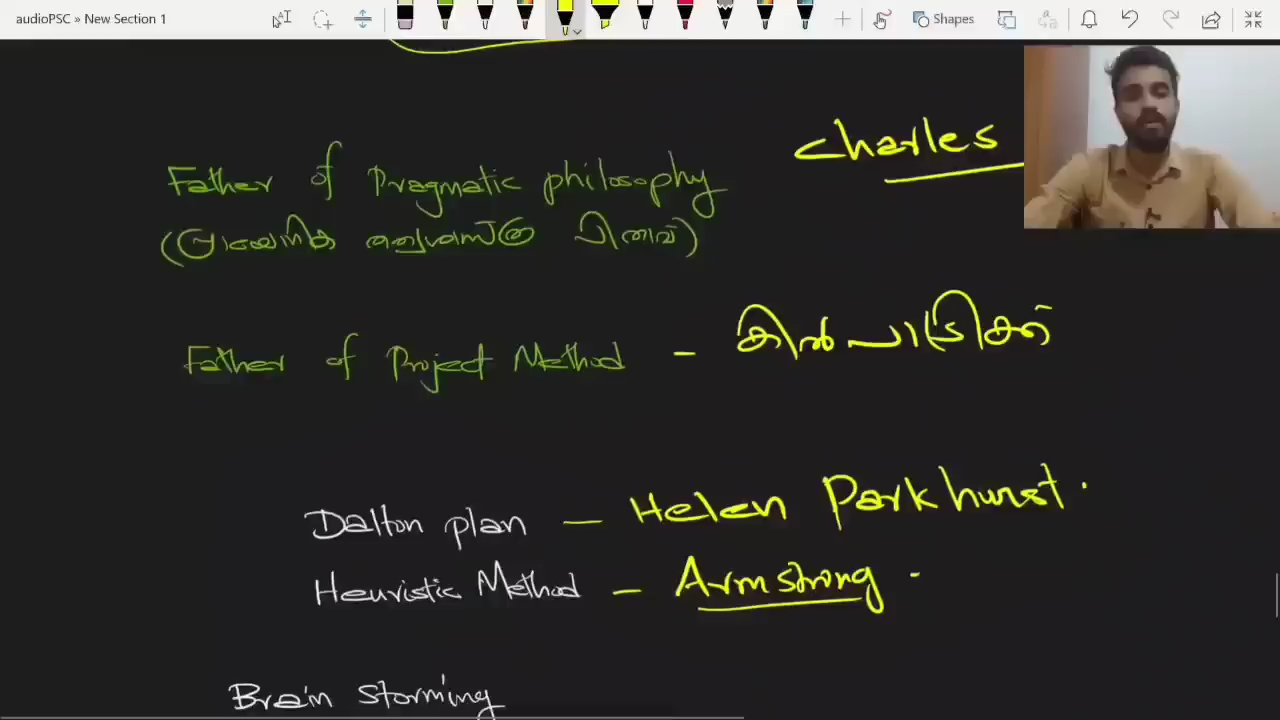 audioPSC » New Section 1
Shapes
Charles
Father of Pragmatic philosophy
പിതാവ്)
Father of Project Method - കിൽപാട്രിക്
Dalton plan - Helen Parkhurst.
Heuristic Method - Armstrong .
Brain storming